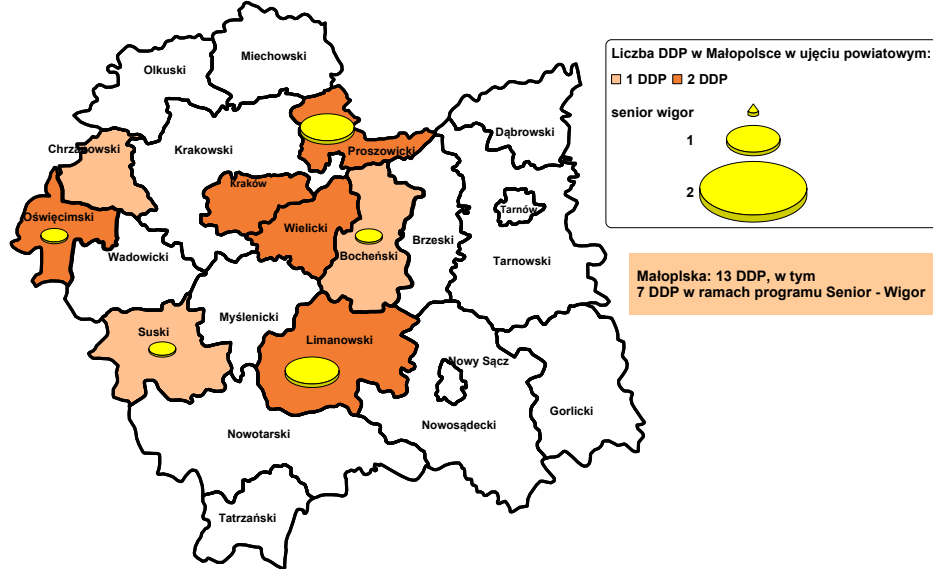 Miechowski
Olkuski
Liczba DDP w Małopolsce w ujęciu powiatowym:
1 DDP 2 DDP
senior wigor
1
2
Dąbrowski
Chrzanowski
Krakowski
Proszowicki
Kraków
Oświęcimski
Wielicki
Tarnów
Bocheński
Brzeski
Wadowicki
Tarnowski
Małoplska: 13 DDP, w tym
7 DDP w ramach programu Senior - Wigor
Myślenicki
Suski
Limanowski
Nowy Sącz
Gorlicki
Nowosądecki
Nowotarski
Tatrzański